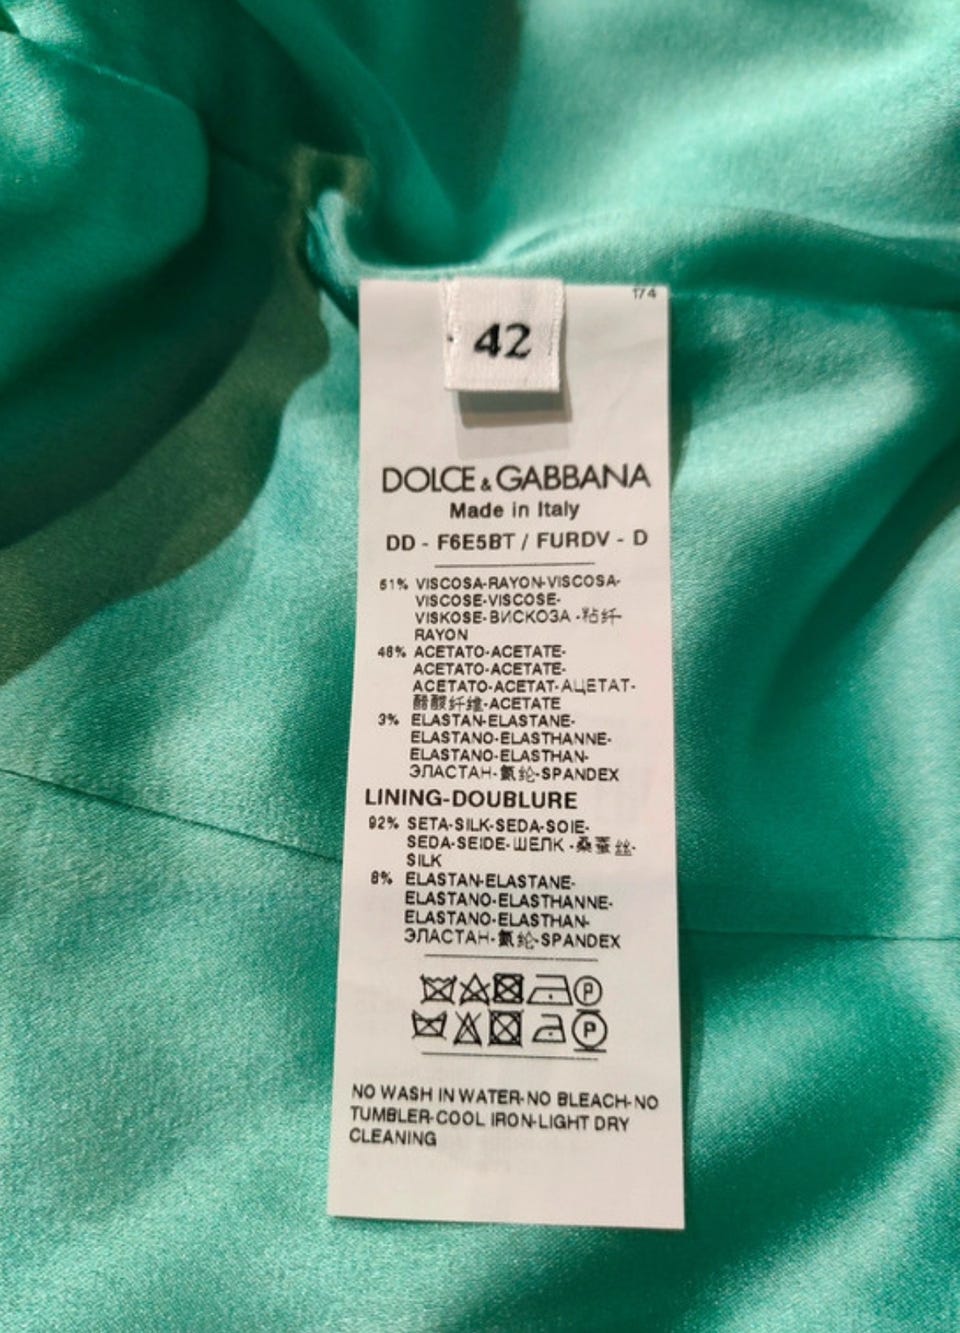 174
42
DOLCE & GABBANA
Made in Italy
DD - F6E5BT / FURDV - D
51% VISCOSA-RAYON-VISCOSA-
VISCOSE-VISCOSE-
VISKOSE-ВИСКОЗА -粘纤-
RAYON
46% ACETATO-ACETATE-
ACETATO-ACETATE-
ACETATO-ACETAT-АЦЕТАТ-
醋酸纤维-ACETATE
3% ELASTAN-ELASTANE-
ELASTANO-ELASTHANNE-
ELASTANO-ELASTHAN-
ЭЛАСТАН-氨纶-SPANDEX
LINING-DOUBLURE
92% SETA-SILK-SEDA-SOIE-
SEDA-SEIDE-ШЕЛК -桑蚕丝-
SILK
8% ELASTAN-ELASTANE-
ELASTANO-ELASTHANNE-
ELASTANO-ELASTHAN-
ЭЛАСТАН-氨纶-SPANDEX
P
P
NO WASH IN WATER-NO BLEACH-NO
TUMBLER-COOL IRON-LIGHT DRY
CLEANING